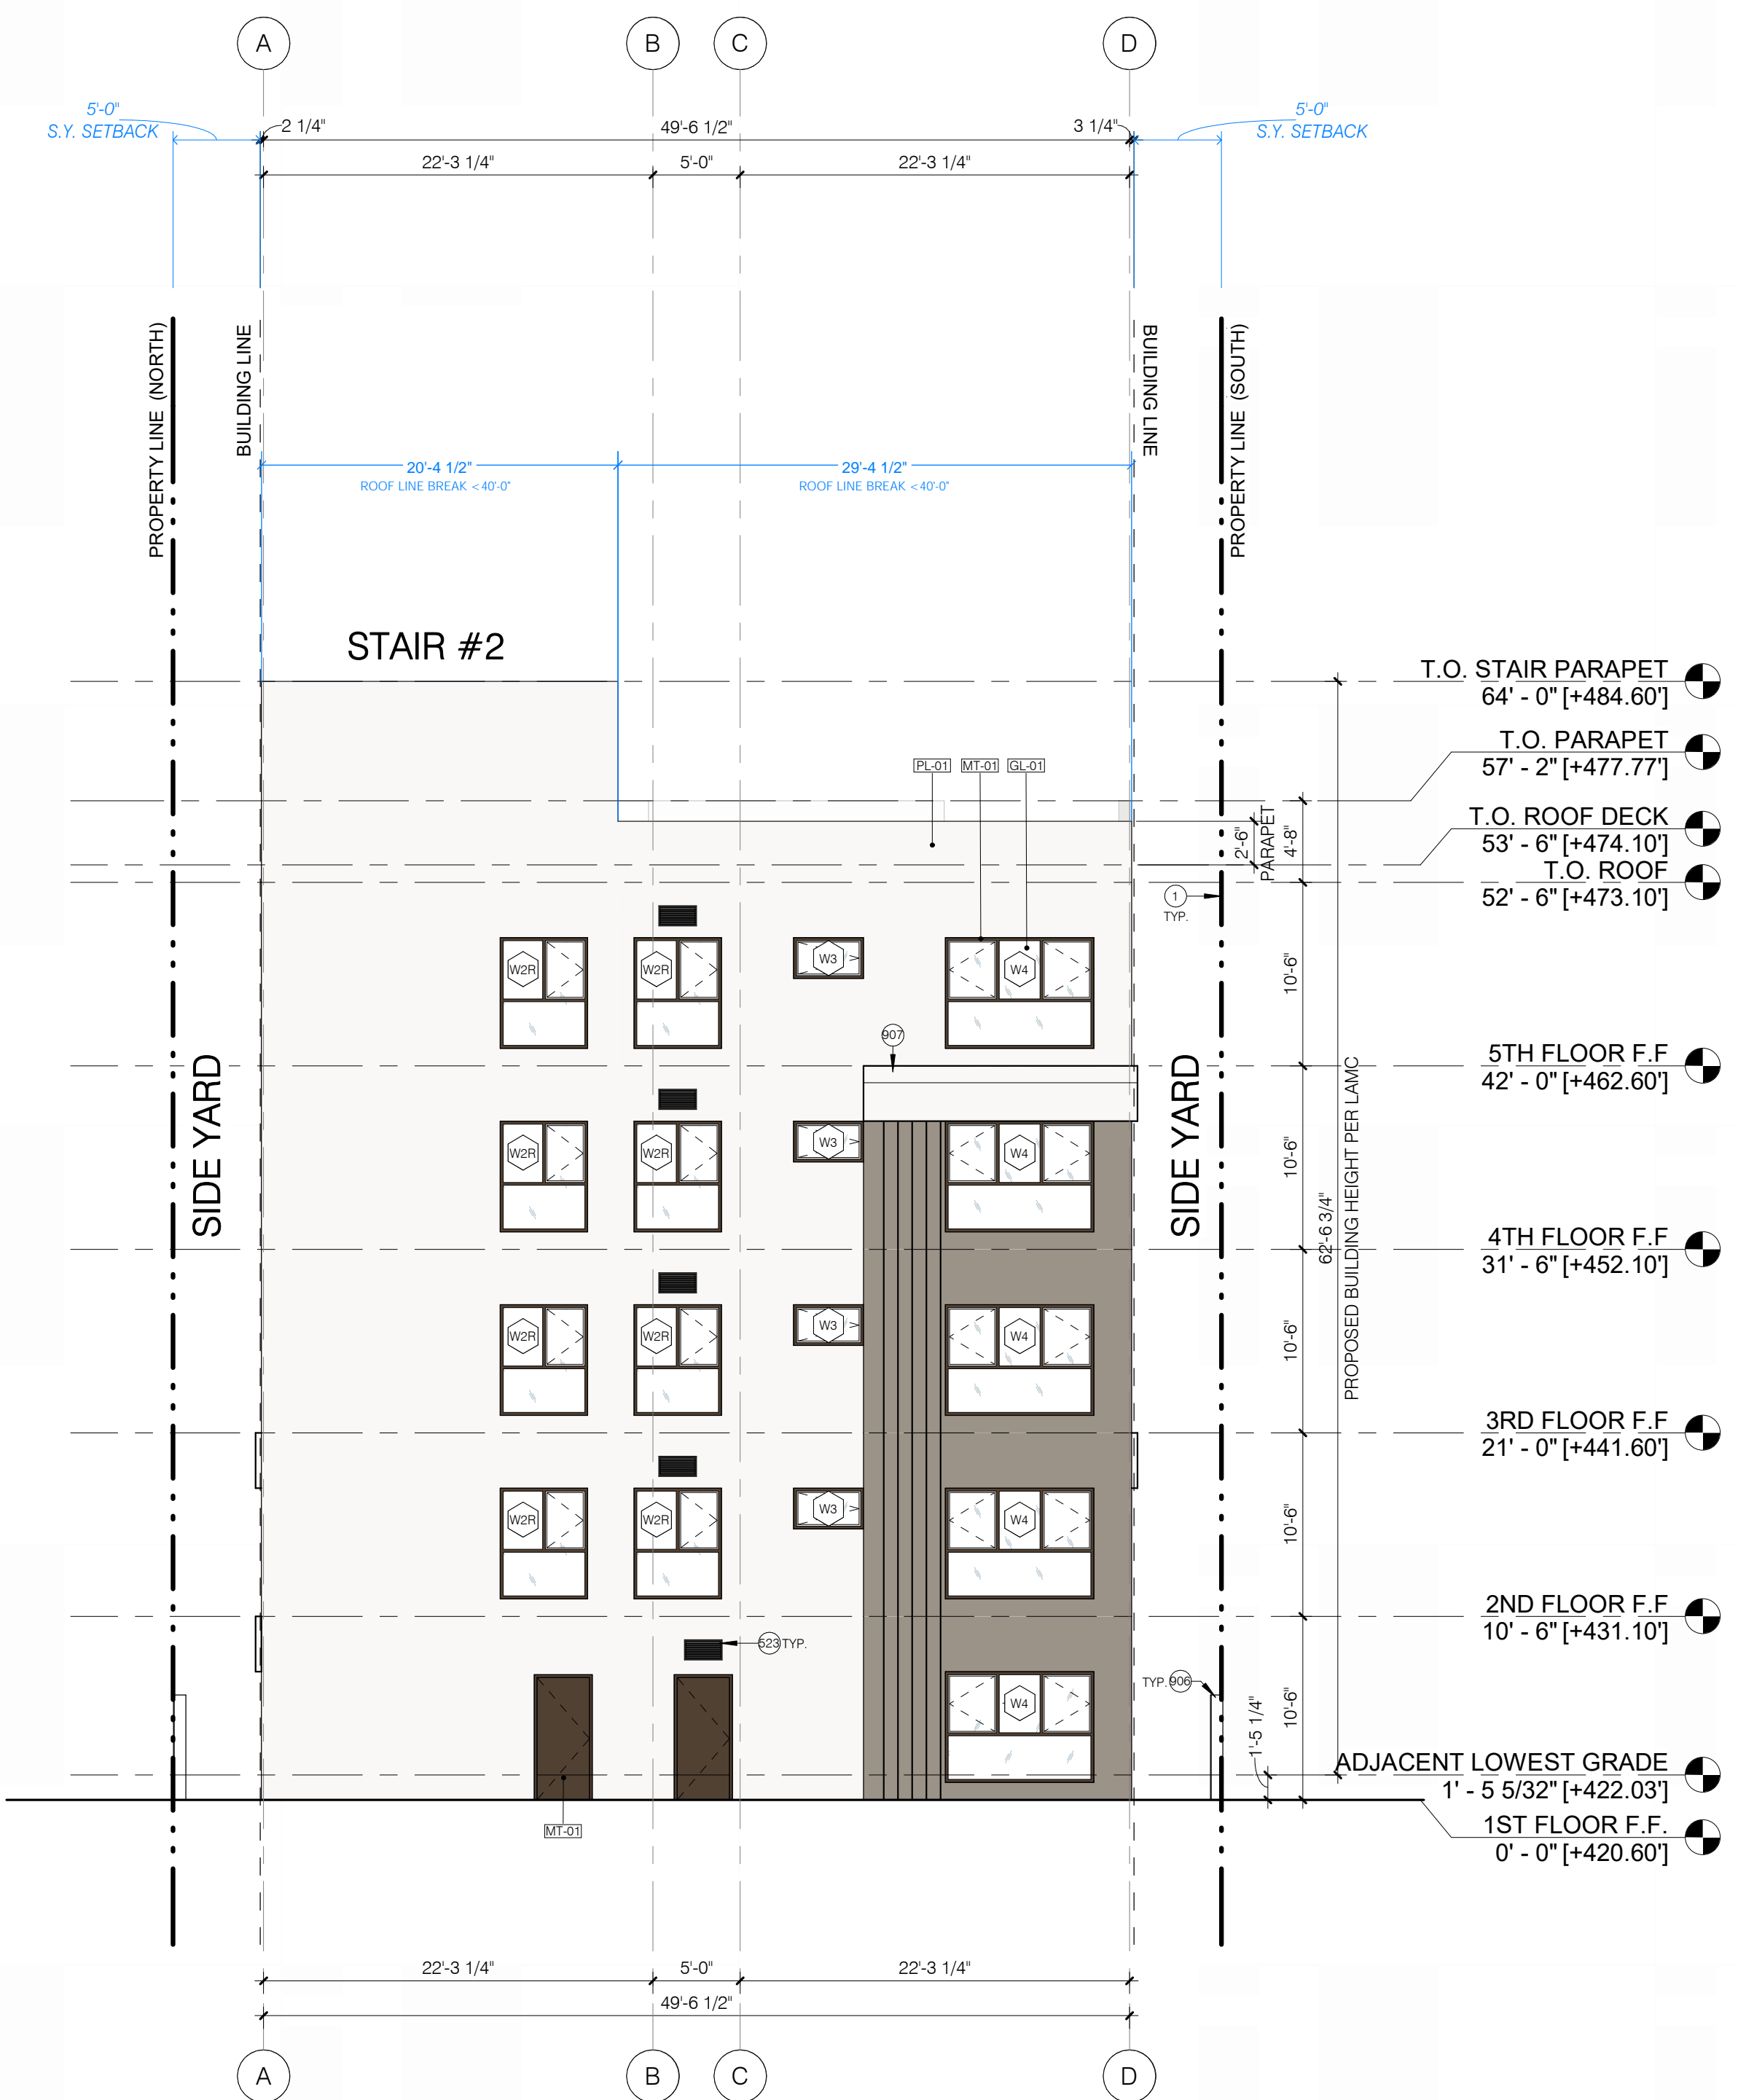 A
B
C
D
5'-0"
S.Y. SETBACK
5'-0"
S.Y. SETBACK
2 1/4"
49'-6 1/2"
3 1/4"
22'-3 1/4"
5'-0"
22'-3 1/4"
PROPERTY LINE (NORTH)
BUILDING LINE
BUILDING LINE
PROPERTY LINE (SOUTH)
20'-4 1/2"
29'-4 1/2"
ROOF LINE BREAK <40'-0"
ROOF LINE BREAK <40'-0"
STAIR #2
T.O. STAIR PARAPET
64' - 0" [+484.60']
T.O. PARAPET
57' - 2" [+477.77']
PL-01
MT-01
GL-01
2'-6"
PARAPET
4'-8"
T.O. ROOF DECK
53' - 6" [+474.10']
T.O. ROOF
52' - 6" [+473.10']
1
TYP.
W2R
W2R
W3
W4
10'-6"
907
SIDE YARD
SIDE YARD
5TH FLOOR F.F
42' - 0" [+462.60']
W2R
W2R
W3
W4
10'-6"
62'-6 3/4"
PROPOSED BUILDING HEIGHT PER LAMC
4TH FLOOR F.F
31' - 6" [+452.10']
W2R
W2R
W3
W4
10'-6"
3RD FLOOR F.F
21' - 0" [+441.60']
W2R
W2R
W3
W4
10'-6"
2ND FLOOR F.F
10' - 6" [+431.10']
523 TYP.
TYP. 906
W4
1'-5 1/4"
10'-6"
ADJACENT LOWEST GRADE
1' - 5 5/32" [+422.03']
MT-01
1ST FLOOR F.F.
0' - 0" [+420.60']
22'-3 1/4"
5'-0"
22'-3 1/4"
49'-6 1/2"
A
B
C
D